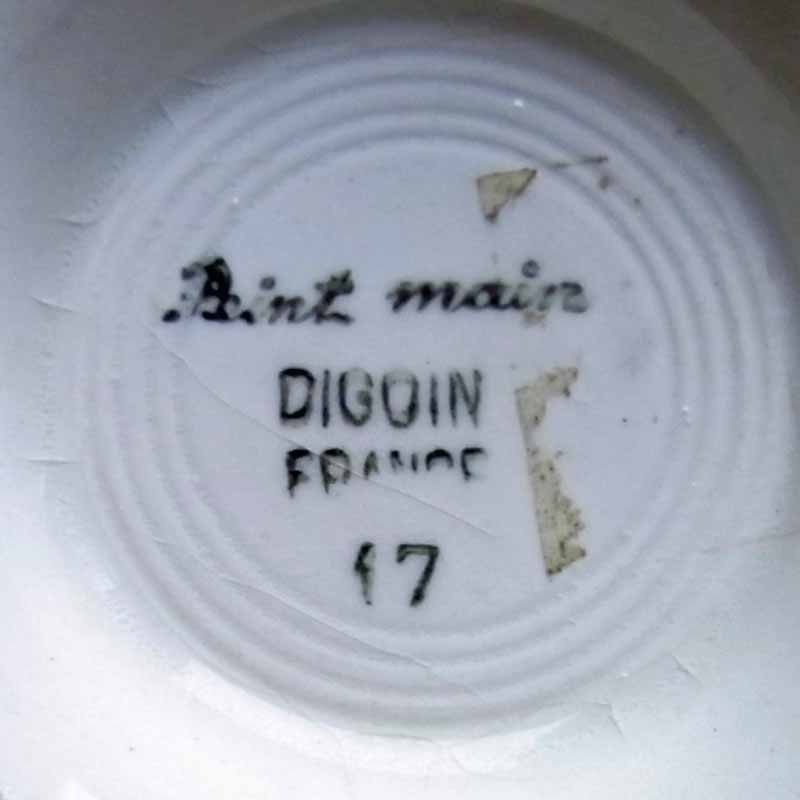 Peint main
DIGOIN
FRANCE
17